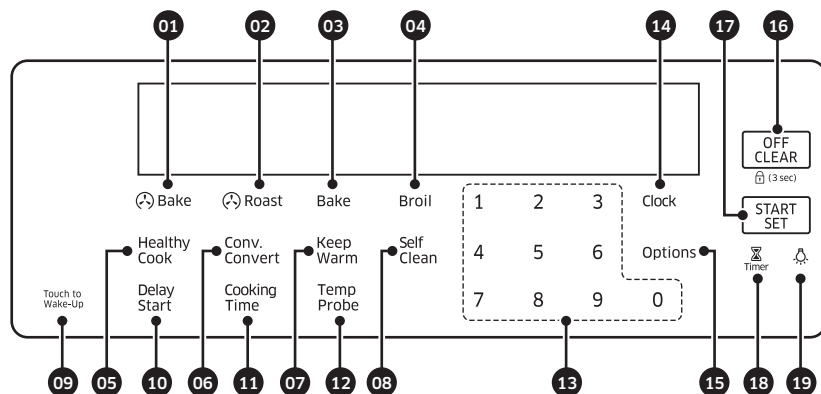 01 02 03 04 14 17 16
OFF
CLEAR
(3 sec)
Bake Roast Bake Broil 1 2 3 Clock
START
SET
Healthy
Cook
Conv.
Convert
Keep
Warm
Self
Clean
4 5 6
Options
Timer
Touch to
Wake-Up
Delay
Start
Cooking
Time
Temp
Probe
7 8 9 0
09 05 10 06 11 07 12 08 13 15 18 19